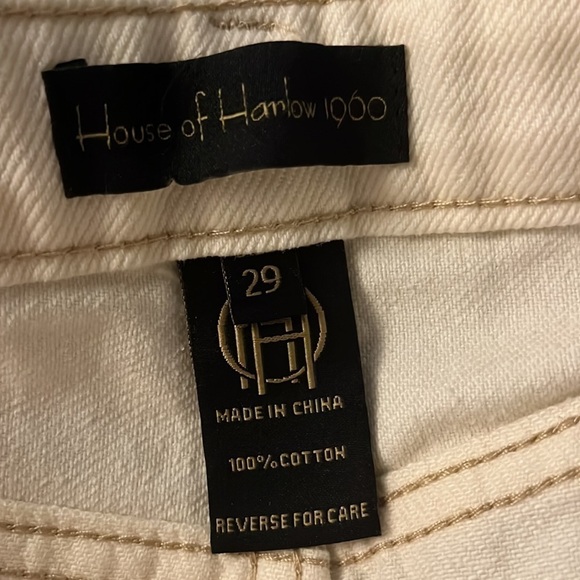 House of Harlow 1960
29
H
MADE IN CHINA
100% COTTON
REVERSE FOR CARE